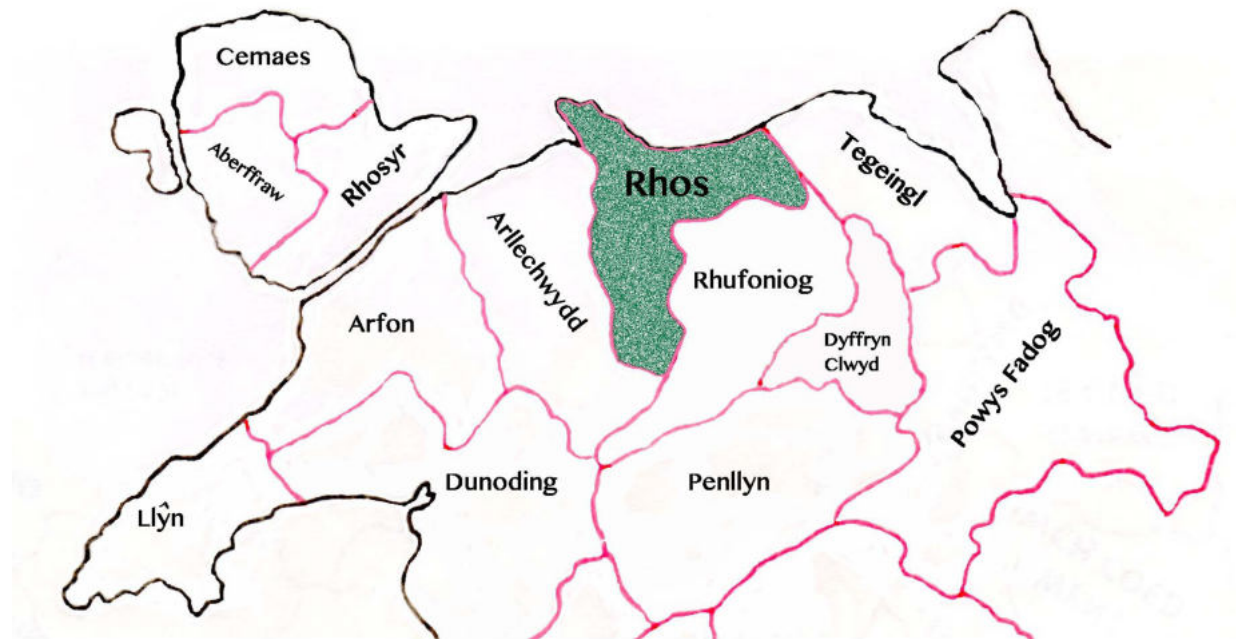 Cemaes
Aberffraw
Rhosyr
Rhos
Tegeingl
Arllechwydd
Rhufoniog
Arfon
Dyffryn
Clwyd
Powys Fadog
Dunoding
Penllyn
Llŷn